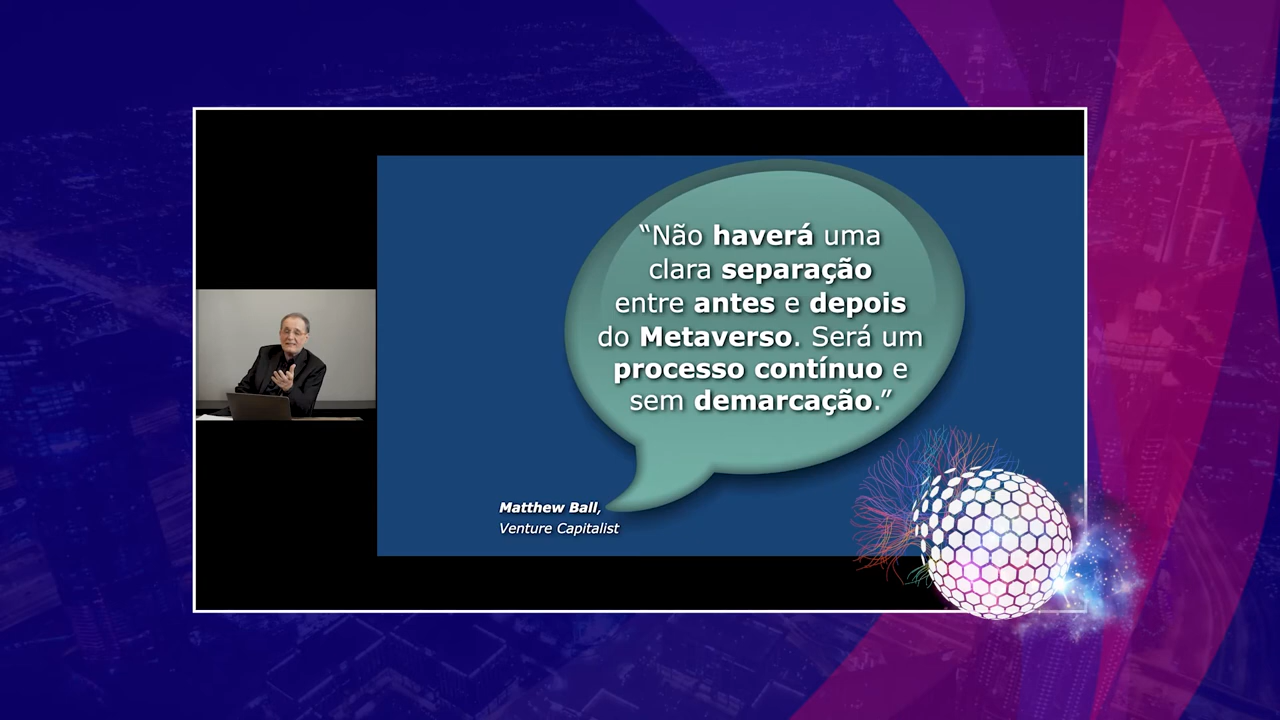 “Não haverá uma
clara separação
entre antes e depois
do Metaverso. Será um
processo contínuo e
sem demarcação.”
Matthew Ball,
Venture Capitalist